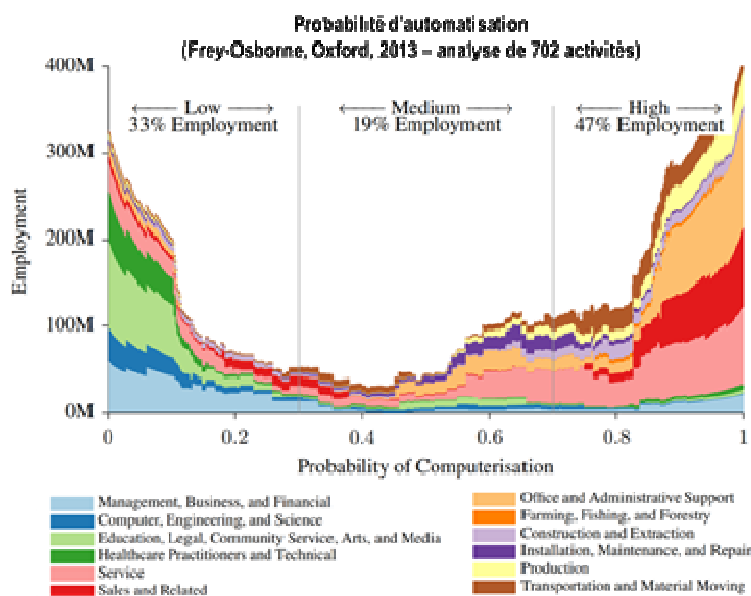 Probabilité d'automatisation
(Frey-Osborne, Oxford, 2013 – analyse de 702 activités)
400M
Low
Medium
High
33% Employment
19% Employment
47% Employment
300M
200M
100M
0M
Employment
0
0.2
0.4
0.6
0.8
1
Probability of Computerisation
Management, Business, and Financial
Computer, Engineering, and Science
Education, Legal, Community Service, Arts, and Media
Healthcare Practitioners and Technical
Service
Sales and Related
Office and Administrative Support
Farming, Fishing, and Forestry
Construction and Extraction
Installation, Maintenance, and Repair
Production
Transportation and Material Moving